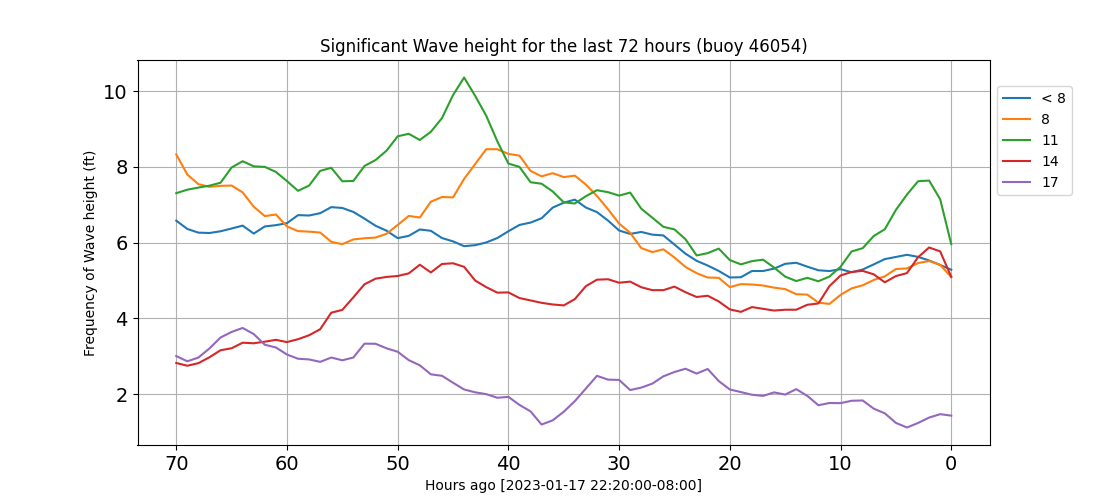 Significant Wave height for the last 72 hours (buoy 46054)
Frequency of Wave height (ft)
10
8
6
4
2
70 60 50 40 30 20 10 0
Hours ago [2023-01-17 22:20:00-08:00]
< 8
8
11
14
17